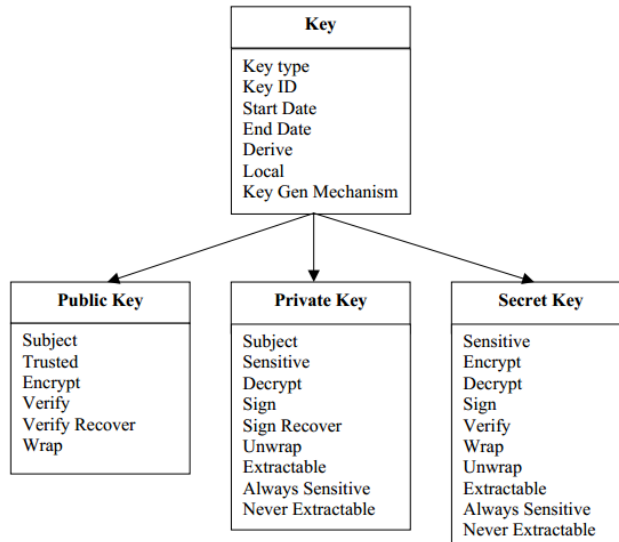 Key
Key type
Key ID
Start Date
End Date
Derive
Local
Key Gen Mechanism
Public Key
Subject
Trusted
Encrypt
Verify
Verify Recover
Wrap
Private Key
Subject
Sensitive
Decrypt
Sign
Sign Recover
Unwrap
Extractable
Always Sensitive
Never Extractable
Secret Key
Sensitive
Encrypt
Decrypt
Sign
Verify
Wrap
Unwrap
Extractable
Always Sensitive
Never Extractable